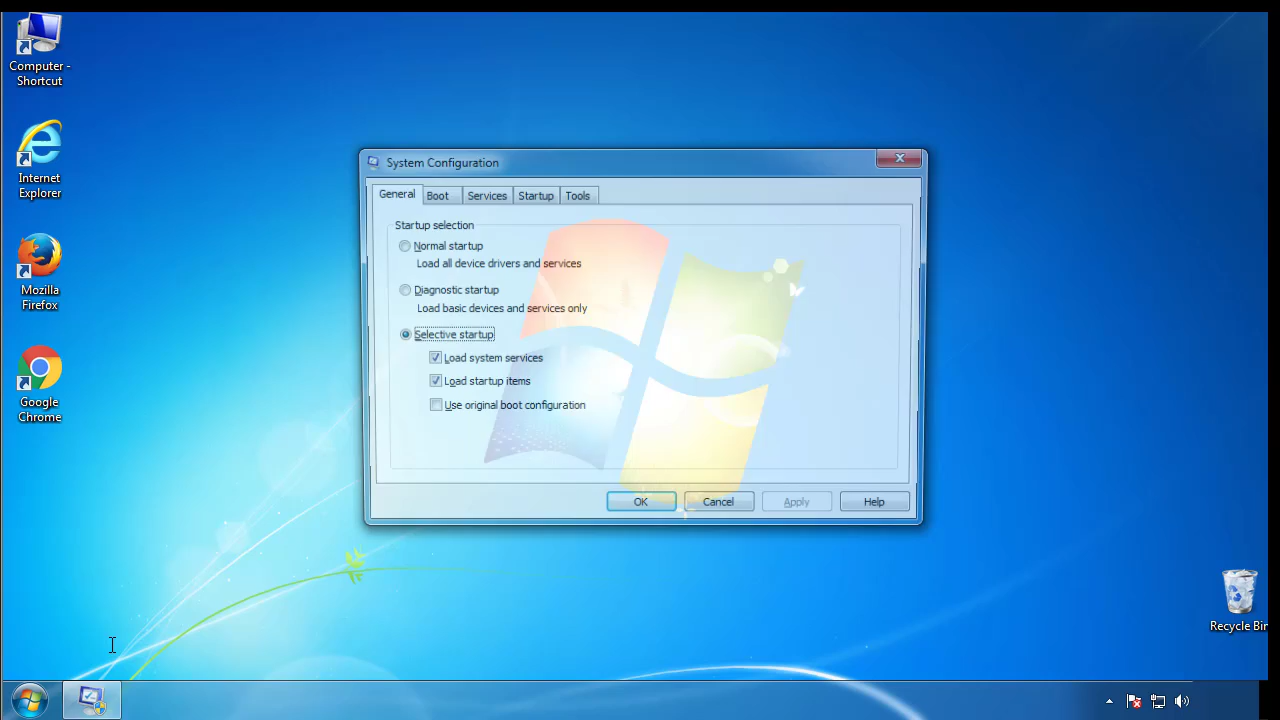 Computer -
Shortcut
Internet
Explorer
Mozilla
Firefox
Google
Chrome
System Configuration
General Boot Services Startup Tools
Startup selection
Normal startup
Load all device drivers and services
Diagnostic startup
Load basic devices and services only
Selective startup
Load system services
Load startup items
Use original boot configuration
OK Cancel Apply Help
Recycle Bin